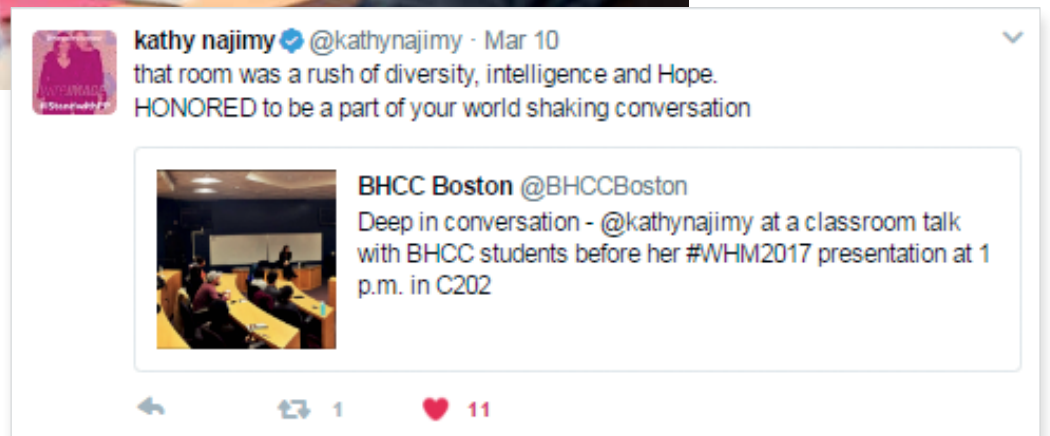 kathy najimy @kathynajimy · Mar 10
that room was a rush of diversity, intelligence and Hope.
HONORED to be a part of your world shaking conversation
BHCC Boston @BHCCBoston
Deep in conversation - @kathynajimy at a classroom talk
with BHCC students before her #WHM2017 presentation at 1
p.m. in C202
1 11